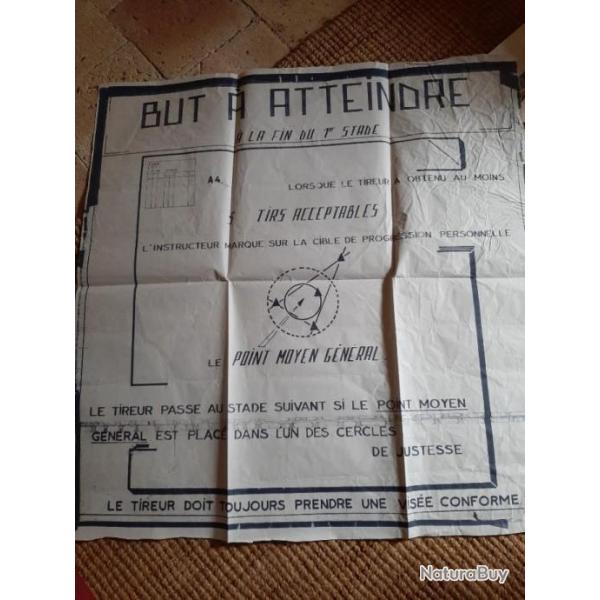 BUT A ATTEINDRE
A LA FIN DU 1er STADE
A4
LORSQUE LE TIREUR A OBTENU AU MOINS
TIRS ACCEPTABLES
L'INSTRUCTEUR MARQUE SUR LA CIBLE DE PROGRESSION PERSONNELLE
LE POINT MOYEN GÉNÉRAL.
LE TIREUR PASSE AU STADE SUIVANT SI LE POINT MOYEN
GÉNÉRAL EST PLACÉ DANS L'UN DES CERCLES
DE JUSTESSE
LE TIREUR DOIT TOUJOURS PRENDRE UNE VISÉE CONFORME
NaturaBuy